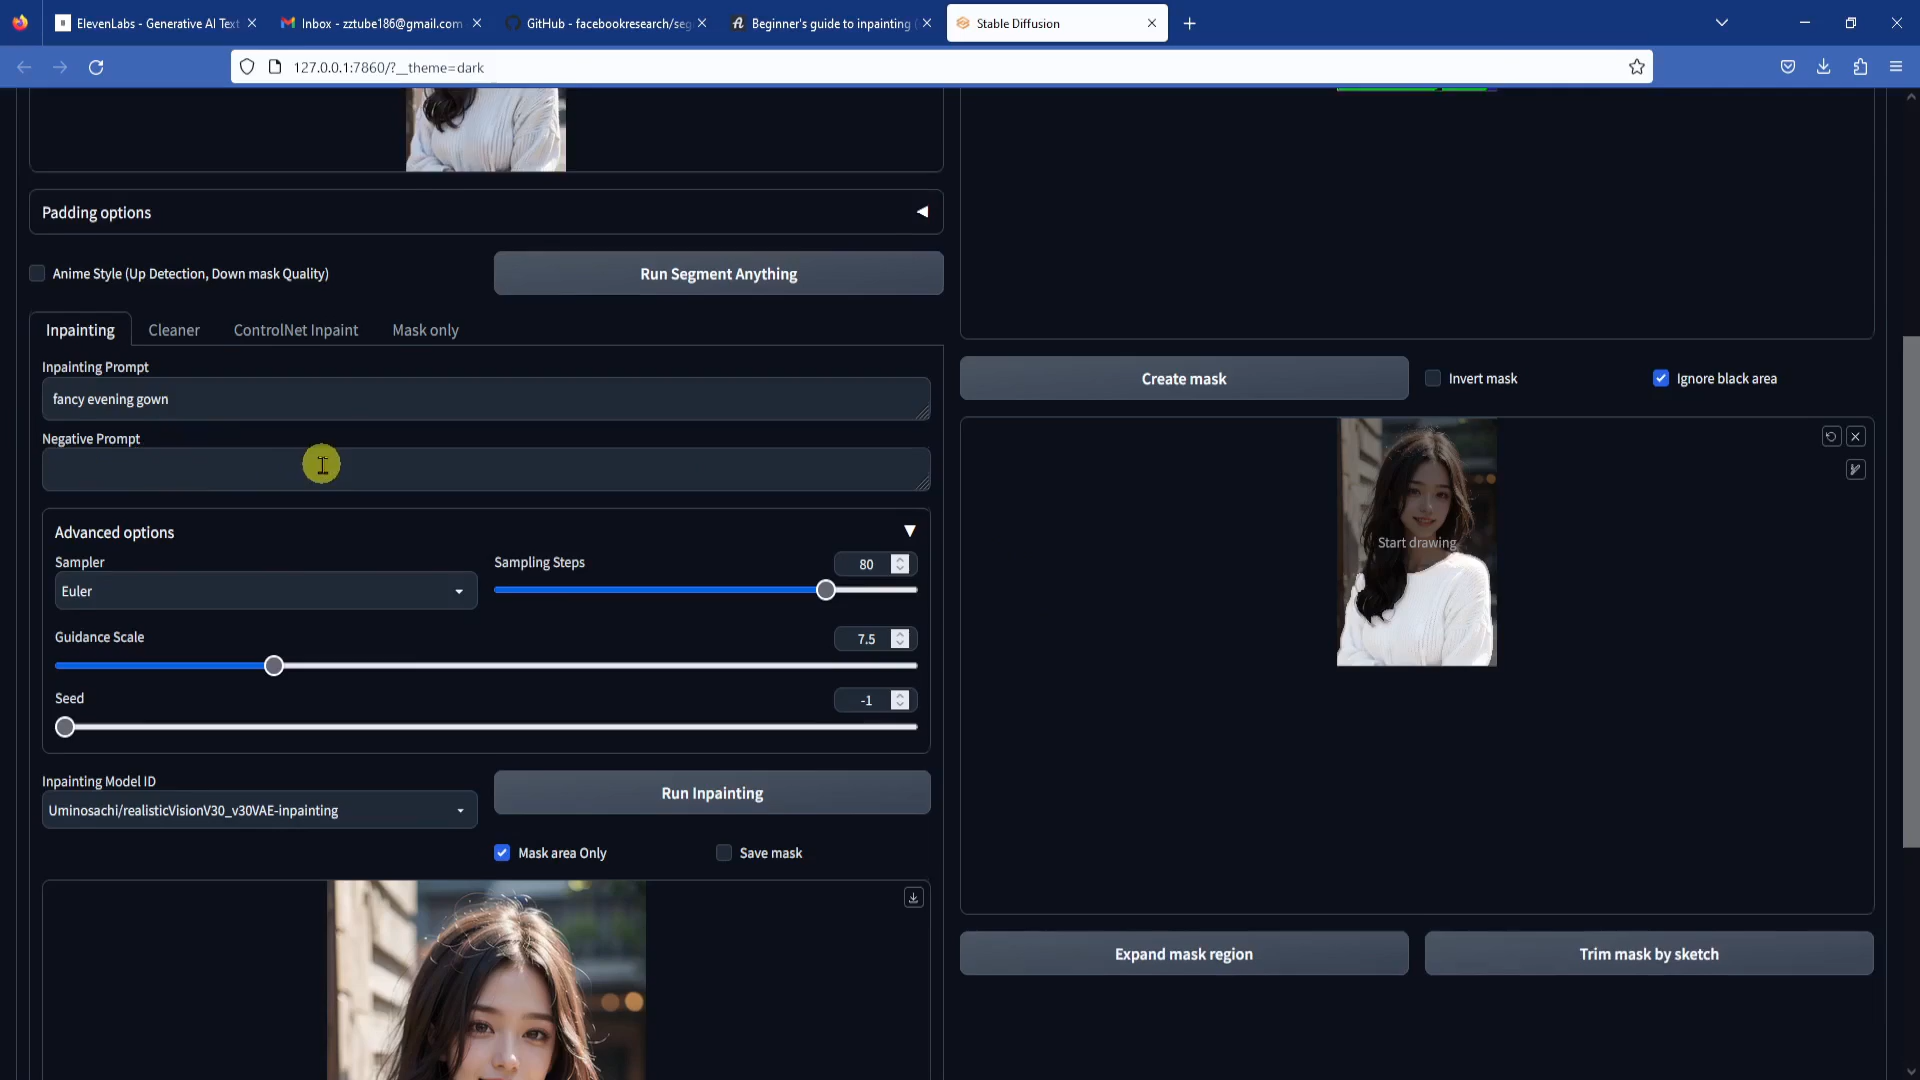 ElevenLabs - Generative AI Text
Inbox - zztube186@gmail.com
GitHub - facebookresearch/seg
Beginner's guide to inpainting (
Stable Diffusion
127.0.0.1:7860/?__theme=dark
Padding options
Anime Style (Up Detection, Down mask Quality)
Run Segment Anything
Inpainting
Cleaner
ControlNet Inpaint
Mask only
Inpainting Prompt
fancy evening gown
Negative Prompt
Advanced options
Sampler
Euler
Sampling Steps
80
Guidance Scale
7.5
Seed
-1
Inpainting Model ID
Uminosachi/realisticVisionV30_v30VAE-inpainting
Run Inpainting
Mask area Only
Save mask
Create mask
Invert mask
Ignore black area
Start drawing
Expand mask region
Trim mask by sketch